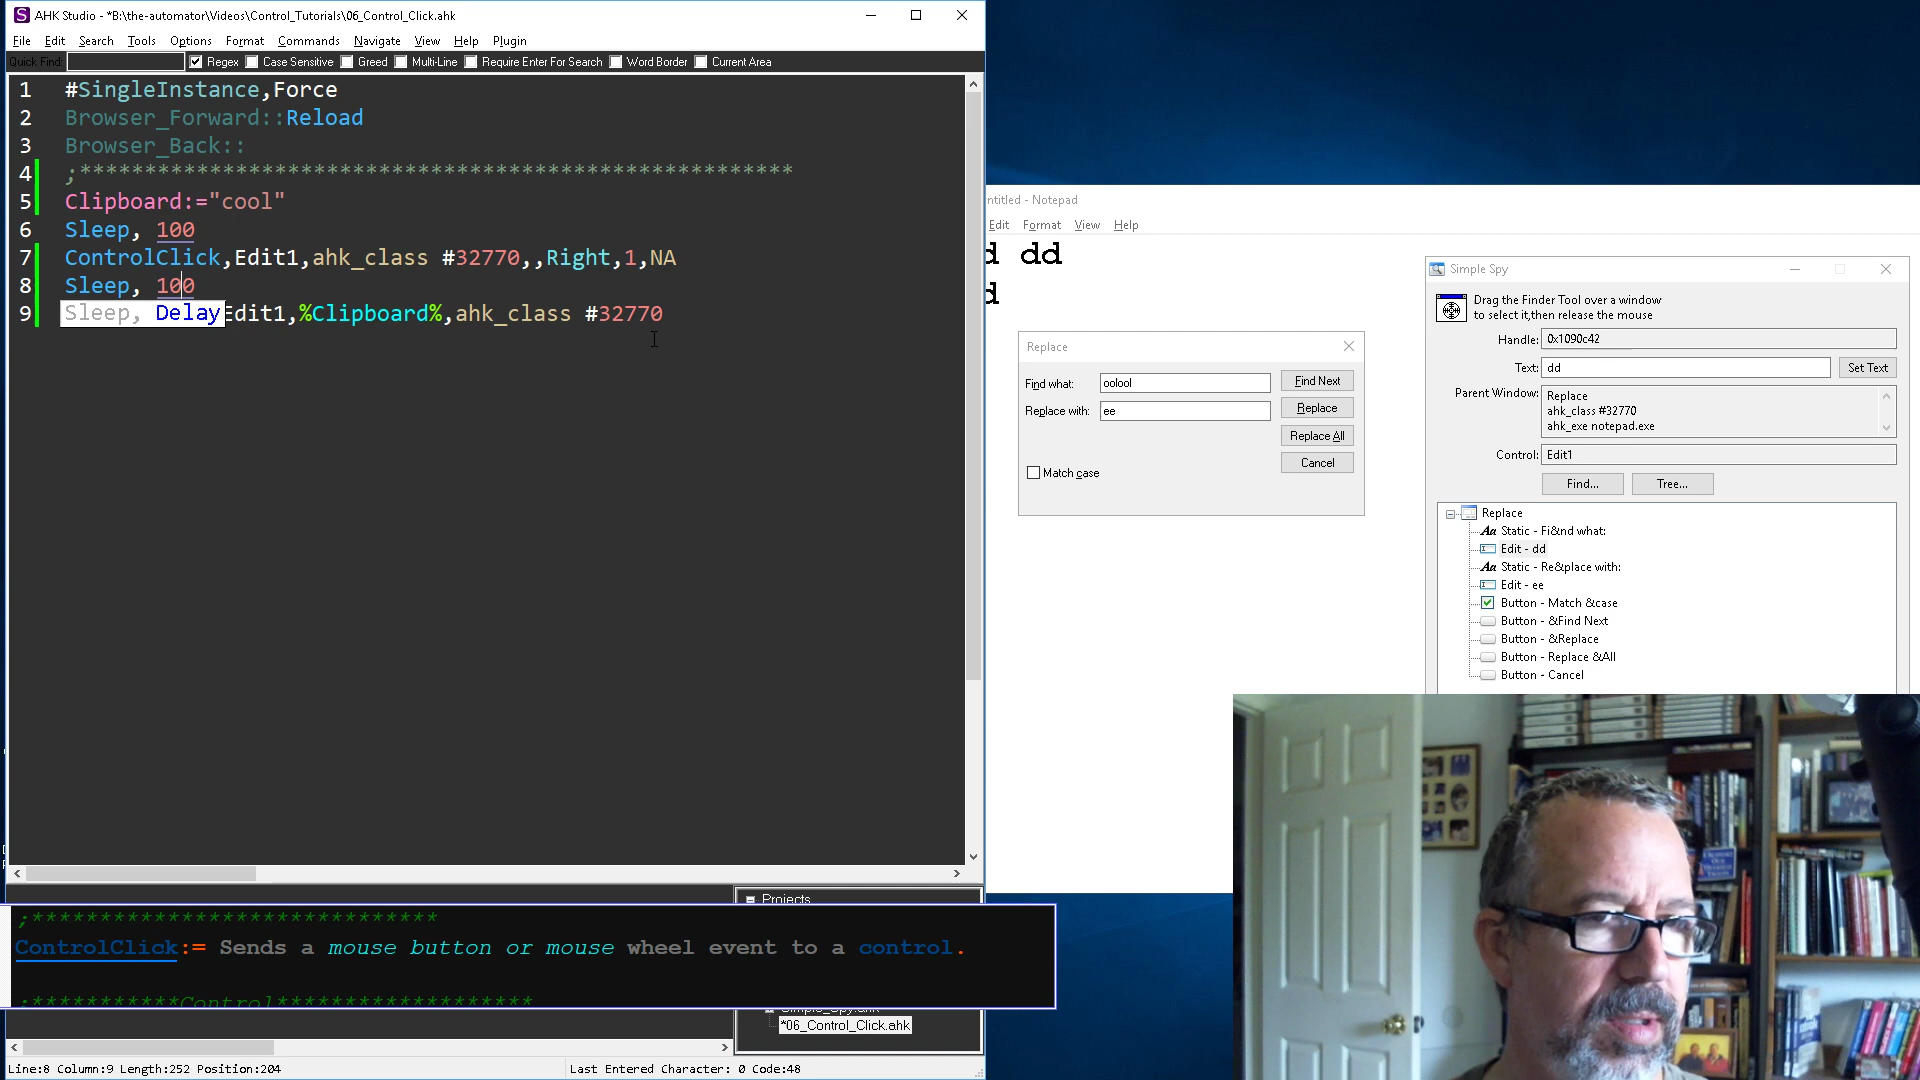 AHK Studio - *B:\the-automator\Videos\Control_Tutorials\06_Control_Click.ahk
File Edit Search Tools Options Format Commands Navigate View Help Plugin
Quick Find: Regex Case Sensitive Greed Multi-Line Require Enter For Search Word Border Current Area
1 #SingleInstance,Force
2 Browser_Forward::Reload
3 Browser_Back::
4 ;*******************************************************
5 Clipboard:="cool"
6 Sleep, 100
7 ControlClick,Edit1,ahk_class #32770,,Right,1,NA
8 Sleep, 100
9 Edit1,%Clipboard%,ahk_class #32770
Sleep, Delay
Projects
;******************************
ControlClick:= Sends a mouse button or mouse wheel event to a control.
;***********Control********************
Simple_Spy.ahk
*06_Control_Click.ahk
Line:8 Column:9 Length:252 Position:204
Last Entered Character: 0 Code:48
ntitled - Notepad
Edit Format View Help
d dd
d
Replace
Find what: oolool Find Next
Replace with: ee Replace
Replace All
Match case Cancel
Simple Spy
Drag the Finder Tool over a window
to select it,then release the mouse
Handle: 0x1090c42
Text: dd Set Text
Parent Window: Replace
ahk_class #32770
ahk_exe notepad.exe
Control: Edit1
Find... Tree...
Replace
Static - Fi&nd what:
Edit - dd
Static - Re&place with:
Edit - ee
Button - Match &case
Button - &Find Next
Button - &Replace
Button - Replace &All
Button - Cancel